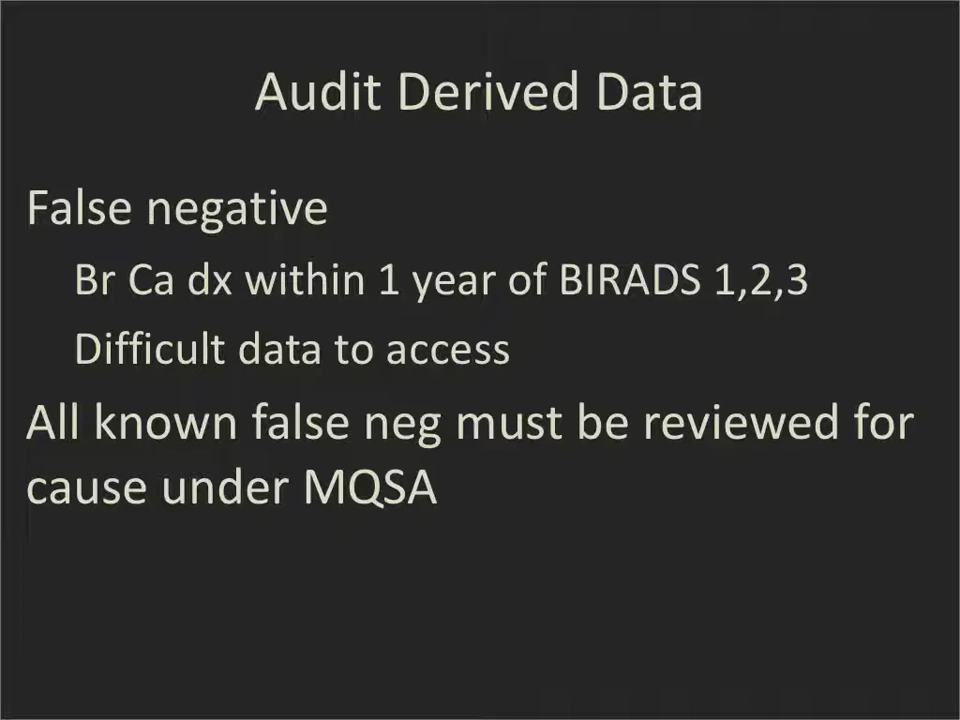 Audit Derived Data
False negative
Br Ca dx within 1 year of BIRADS 1,2,3
Difficult data to access
All known false neg must be reviewed for
cause under MQSA